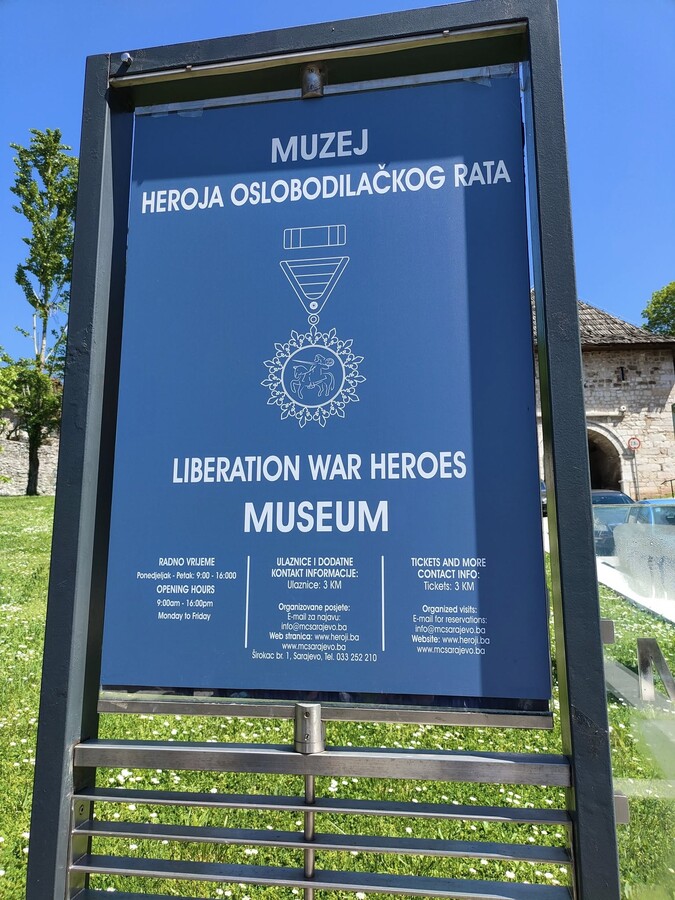 MUZEJ
HEROJA OSLOBODILAČKOG RATA
LIBERATION WAR HEROES
MUSEUM
RADNO VRIJEME
Ponedjeljak - Petak: 9:00 - 16:000
OPENING HOURS
9:00am - 16:00pm
Monday to Friday
ULAZNICE I DODATNE
KONTAKT INFORMACIJE:
Ulaznice: 3 KM
Organizovane posjete:
E-mail za najavu:
info@mcsarajevo.ba
Web stranica: www.heroji.ba
www.mcsarajevo.ba
Širokac br. 1, Sarajevo, Tel. 033 252 210
TICKETS AND MORE
CONTACT INFO:
Tickets: 3 KM
Organized visits:
E-mail for reservations:
info@mcsarajevo.ba
Website: www.heroji.ba
www.mcsarajevo.ba